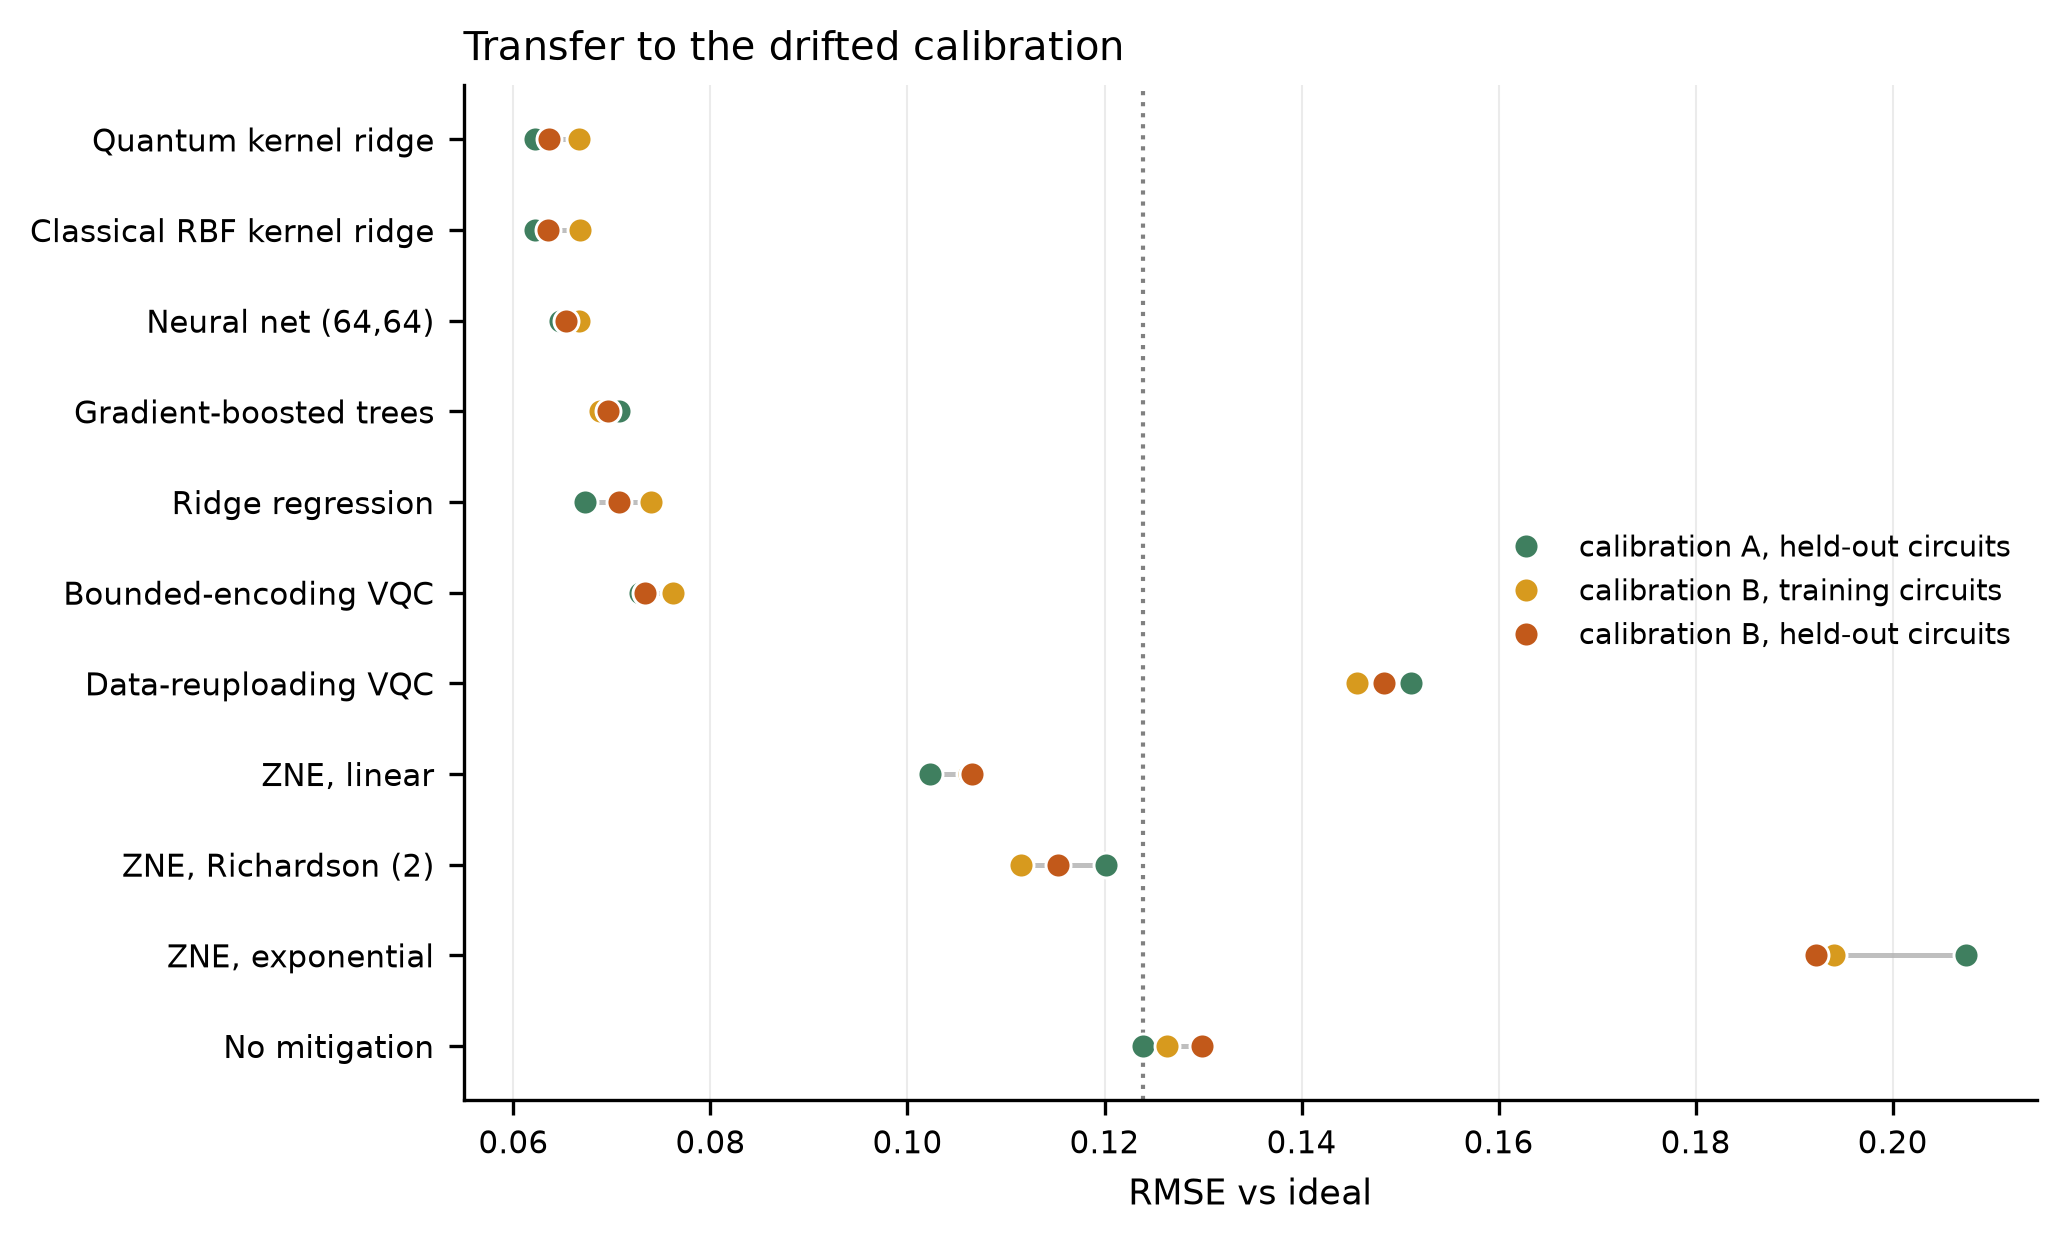 Transfer to the drifted calibration
Quantum kernel ridge
Classical RBF kernel ridge
Neural net (64,64)
Gradient-boosted trees
Ridge regression
Bounded-encoding VQC
Data-reuploading VQC
ZNE, linear
ZNE, Richardson (2)
ZNE, exponential
No mitigation
calibration A, held-out circuits
calibration B, training circuits
calibration B, held-out circuits
0.06 0.08 0.10 0.12 0.14 0.16 0.18 0.20
RMSE vs ideal